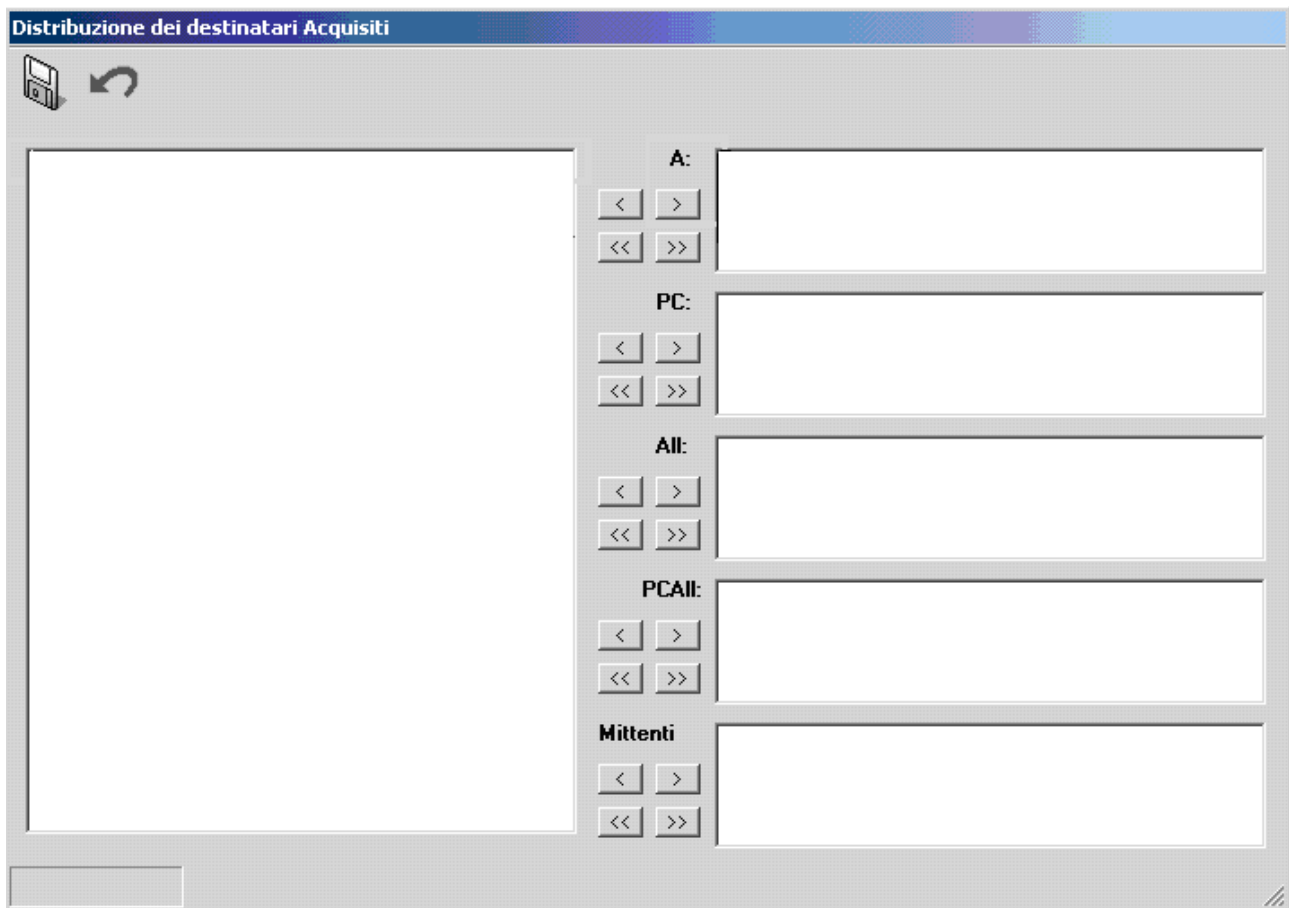 Distribuzione dei destinatari Acquisiti
A:
< >
<< >>
PC:
< >
<< >>
All:
< >
<< >>
PCAll:
< >
<< >>
Mittenti
< >
<< >>